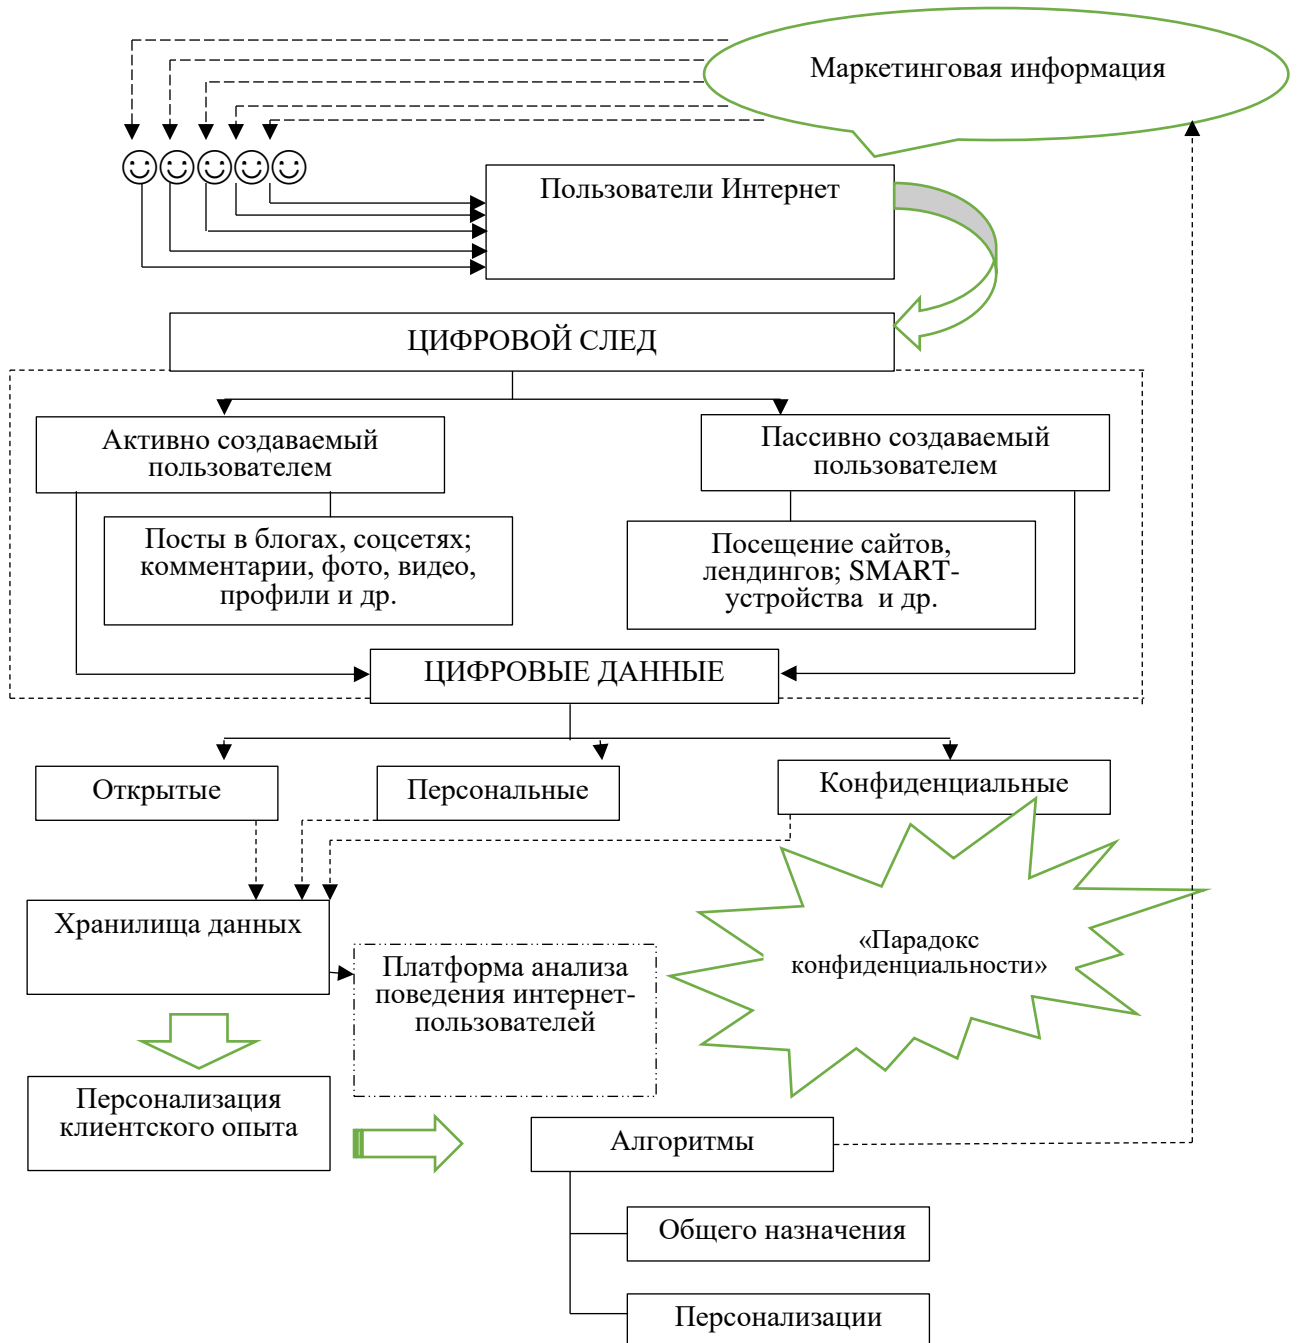 Маркетинговая информация
Пользователи Интернет
ЦИФРОВОЙ СЛЕД
Активно создаваемый
пользователем
Пассивно создаваемый
пользователем
Посты в блогах, соцсетях;
комментарии, фото, видео,
профили и др.
Посещение сайтов,
лендингов; SMART-
устройства и др.
ЦИФРОВЫЕ ДАННЫЕ
Открытые
Персональные
Конфиденциальные
Хранилища данных
Платформа анализа
поведения интернет-
пользователей
«Парадокс
конфиденциальности»
Персонализация
клиентского опыта
Алгоритмы
Общего назначения
Персонализации